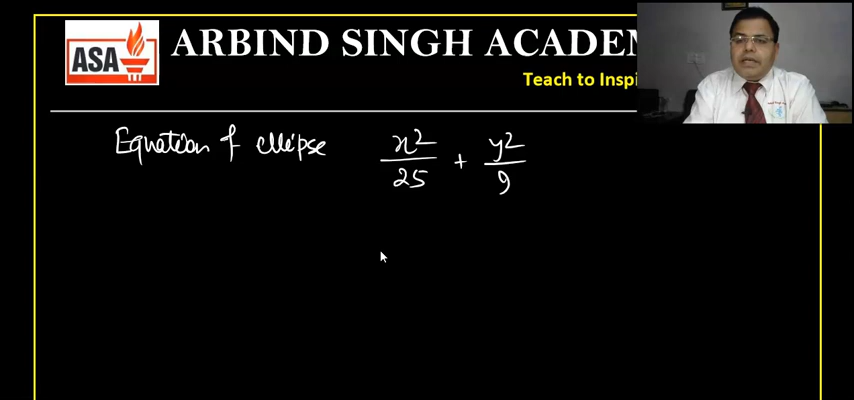 ASA
ARBIND SINGH ACADEM
Teach to Inspi
Equation of ellipse x²/25 + y²/9